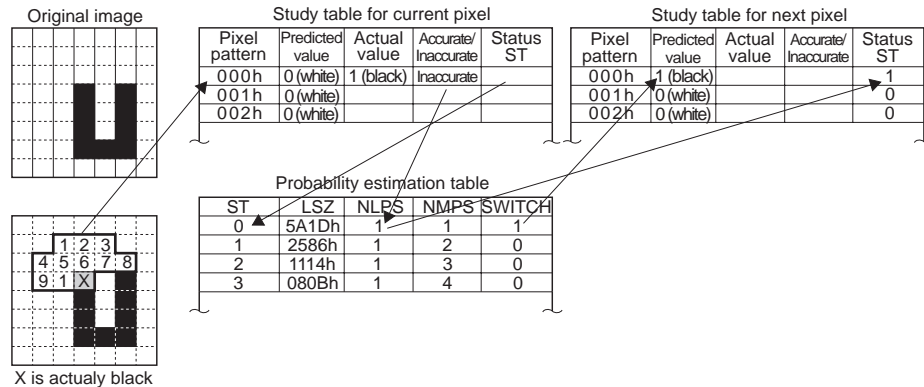 Original image
Study table for current pixel
Pixel pattern Predicted value Actual value Accurate/Inaccurate Status ST
000h 0 (white) 1 (black) Inaccurate
001h 0 (white)
002h 0 (white)
Study table for next pixel
Pixel pattern Predicted value Actual value Accurate/Inaccurate Status ST
000h 1 (black) 1
001h 0 (white) 0
002h 0 (white) 0
Probability estimation table
ST LSZ NLPS NMPS SWITCH
0 5A1Dh 1 1 1
1 2586h 1 2 0
2 1114h 1 3 0
3 080Bh 1 4 0
1 2 3
4 5 6 7 8
9 1 X
X is actualy black